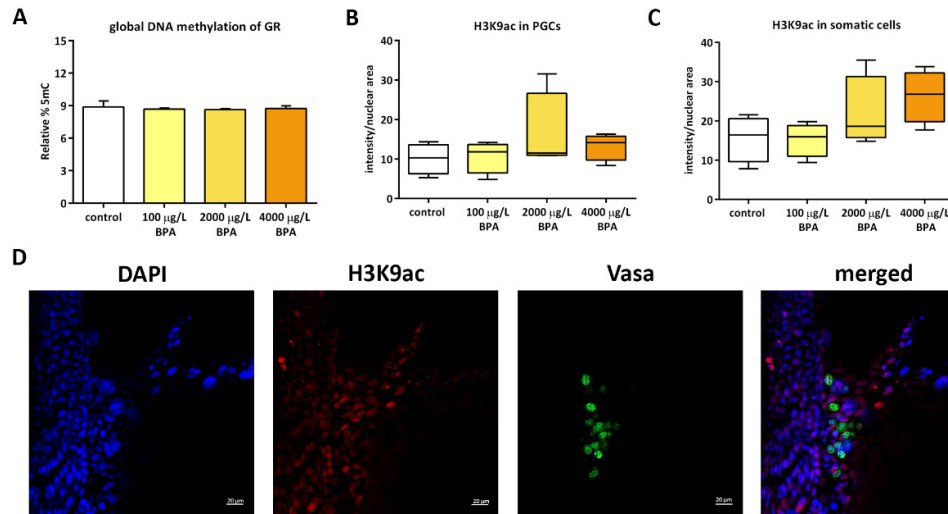 A
global DNA methylation of GR
Relative % 5mC
15
12
9
6
3
0
control
100 µg/L
BPA
2000 µg/L
BPA
4000 µg/L
BPA
B
H3K9ac in PGCs
intensity/nuclear area
40
30
20
10
0
control
100 µg/L
BPA
2000 µg/L
BPA
4000 µg/L
BPA
C
H3K9ac in somatic cells
intensity/nuclear area
40
30
20
10
0
control
100 µg/L
BPA
2000 µg/L
BPA
4000 µg/L
BPA
D
DAPI
H3K9ac
Vasa
merged
20 µm
20 µm
20 µm
20 µm